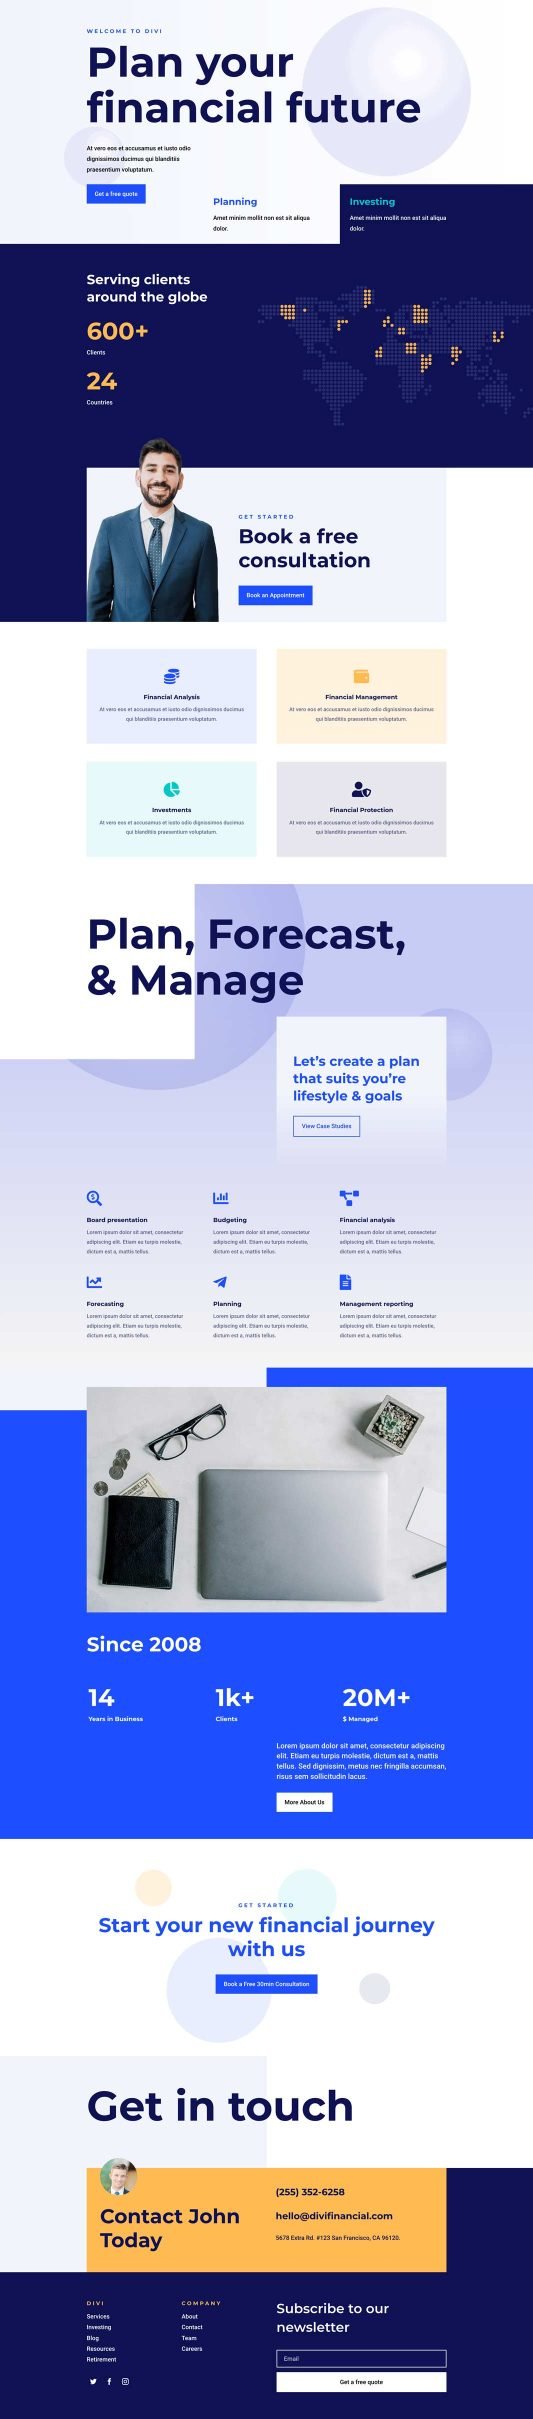 WELCOME TO DIVI
Plan your
financial future
At vero eos et accusamus et iusto odio
dignissimos ducimus qui blanditiis
praesentium voluptatum.
Get a free quote
Planning
Amet minim mollit non est sit aliqua
dolor.
Investing
Amet minim mollit non est sit aliqua
dolor.
Serving clients
around the globe
600+
Clients
24
Countries
GET STARTED
Book a free
consultation
Book an Appointment
Financial Analysis
At vero eos et accusamus et iusto odio dignissimos ducimus
qui blanditiis praesentium voluptatum.
Financial Management
At vero eos et accusamus et iusto odio dignissimos ducimus
qui blanditiis praesentium voluptatum.
Investments
At vero eos et accusamus et iusto odio dignissimos ducimus
qui blanditiis praesentium voluptatum.
Financial Protection
At vero eos et accusamus et iusto odio dignissimos ducimus
qui blanditiis praesentium voluptatum.
Plan, Forecast,
& Manage
Let's create a plan
that suits you're
lifestyle & goals
View Case Studies
Board presentation
Lorem ipsum dolor sit amet, consectetur
adipiscing elit. Etiam eu turpis molestie,
dictum est a, mattis tellus.
Budgeting
Lorem ipsum dolor sit amet, consectetur
adipiscing elit. Etiam eu turpis molestie,
dictum est a, mattis tellus.
Financial analysis
Lorem ipsum dolor sit amet, consectetur
adipiscing elit. Etiam eu turpis molestie,
dictum est a, mattis tellus.
Forecasting
Lorem ipsum dolor sit amet, consectetur
adipiscing elit. Etiam eu turpis molestie,
dictum est a, mattis tellus.
Planning
Lorem ipsum dolor sit amet, consectetur
adipiscing elit. Etiam eu turpis molestie,
dictum est a, mattis tellus.
Management reporting
Lorem ipsum dolor sit amet, consectetur
adipiscing elit. Etiam eu turpis molestie,
dictum est a, mattis tellus.
Since 2008
14
Years in Business
1k+
Clients
20M+
$ Managed
Lorem ipsum dolor sit amet, consectetur adipiscing
elit. Etiam eu turpis molestie, dictum est a, mattis
tellus. Sed dignissim, metus nec fringilla accumsan,
risus sem sollicitudin lacus.
More About Us
GET STARTED
Start your new financial journey
with us
Book a Free 30min Consultation
Get in touch
Contact John
Today
(255) 352-6258
hello@divifinancial.com
5678 Extra Rd. #123 San Francisco, CA 96120.
DIVI
Services
Investing
Blog
Resources
Retirement
COMPANY
About
Contact
Team
Careers
Subscribe to our
newsletter
Email
Get a free quote